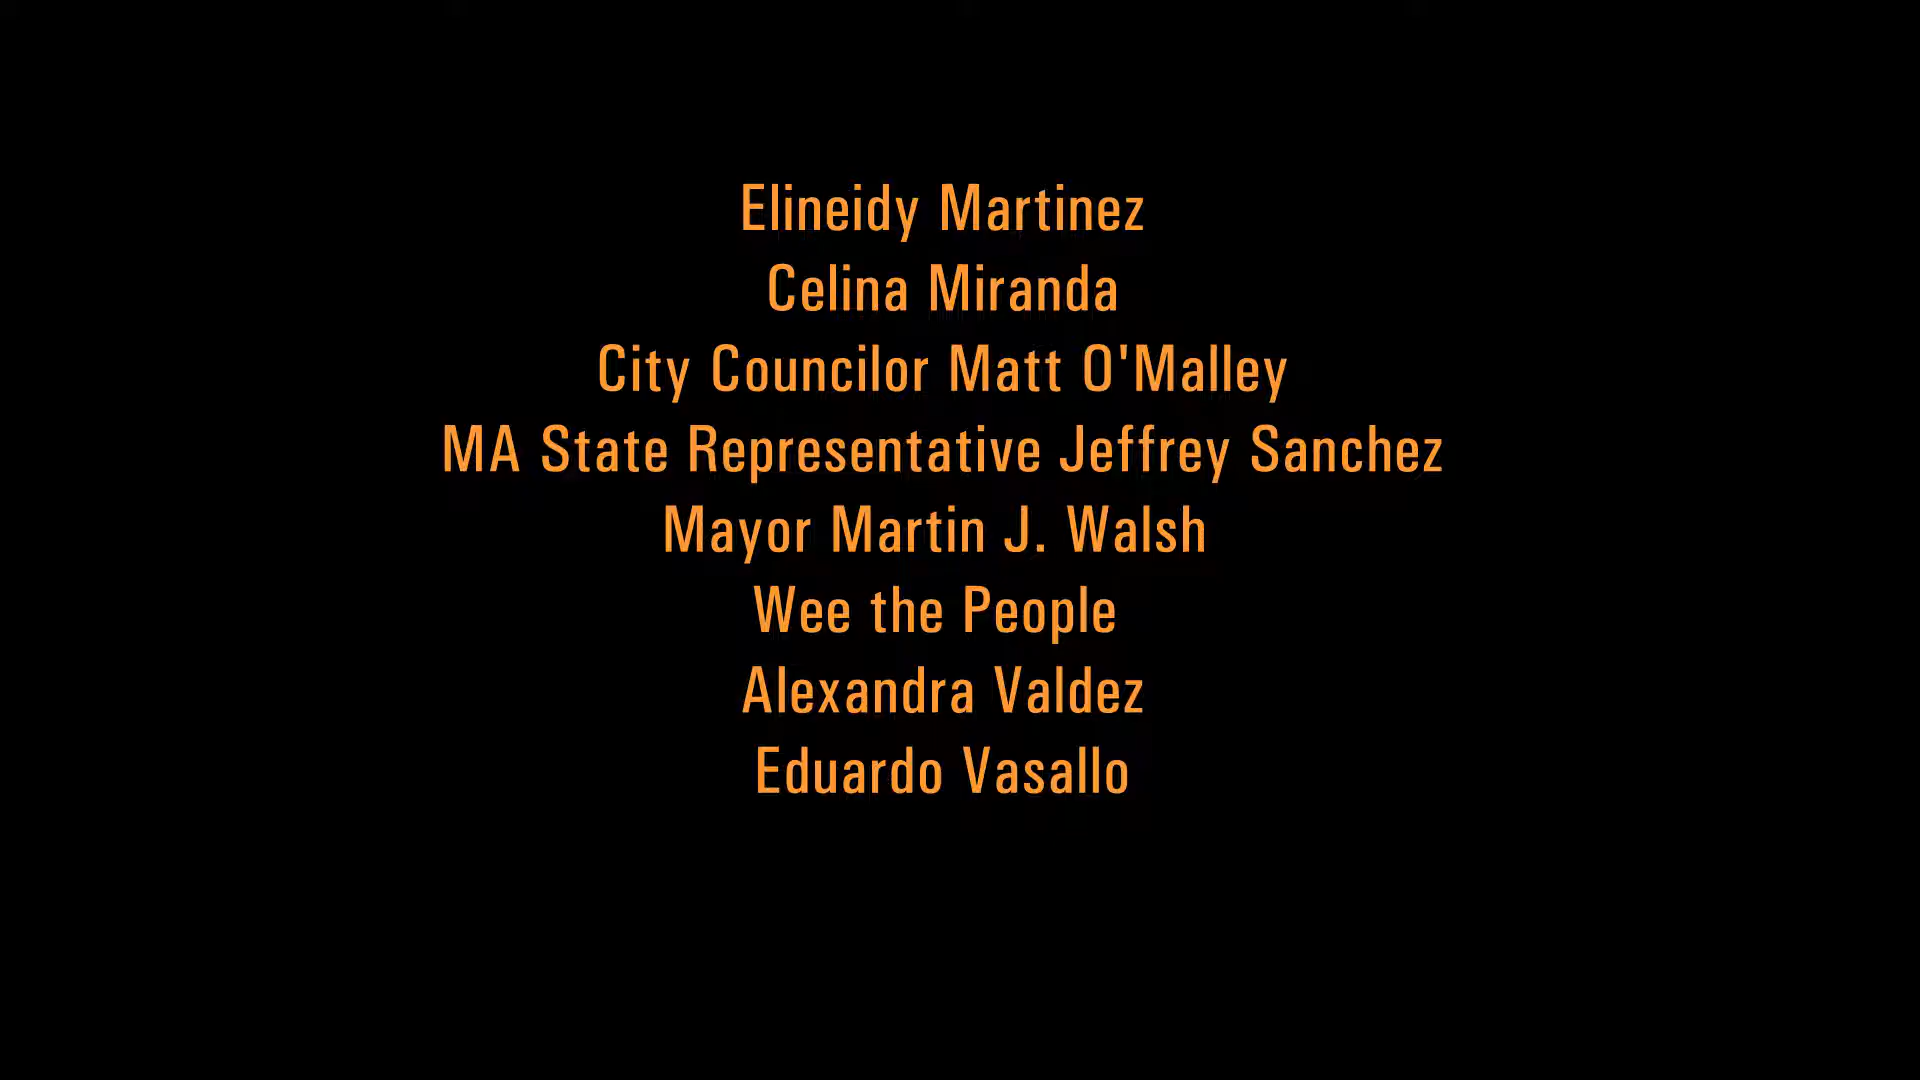 Elineidy Martinez
Celina Miranda
City Councilor Matt O'Malley
MA State Representative Jeffrey Sanchez
Mayor Martin J. Walsh
Wee the People
Alexandra Valdez
Eduardo Vasallo